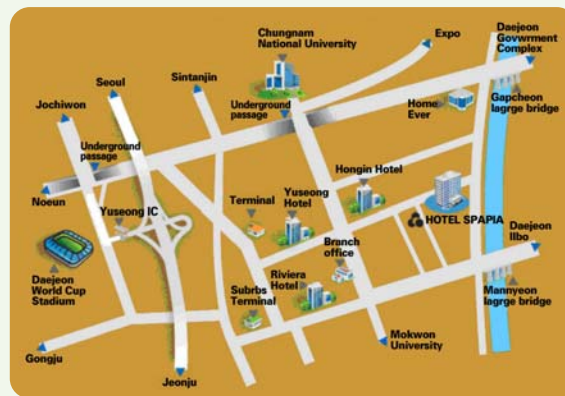 Chungnam
National University
Expo
Daejeon
Govwrment
Complex
Seoul
Sintanjin
Jochiwon
Underground
passage
Home
Ever
Gapcheon
lagrge bridge
Underground
passage
Hongin Hotel
Noeun
Yuseong IC
Terminal
Yuseong
Hotel
HOTEL SPAPIA
Daejeon
Ilbo
Branch
office
Daejeon
World Cup
Stadium
Subrbs
Terminal
Riviera
Hotel
Mannyeon
lagrge bridge
Gongju
Jeonju
Mokwon
University